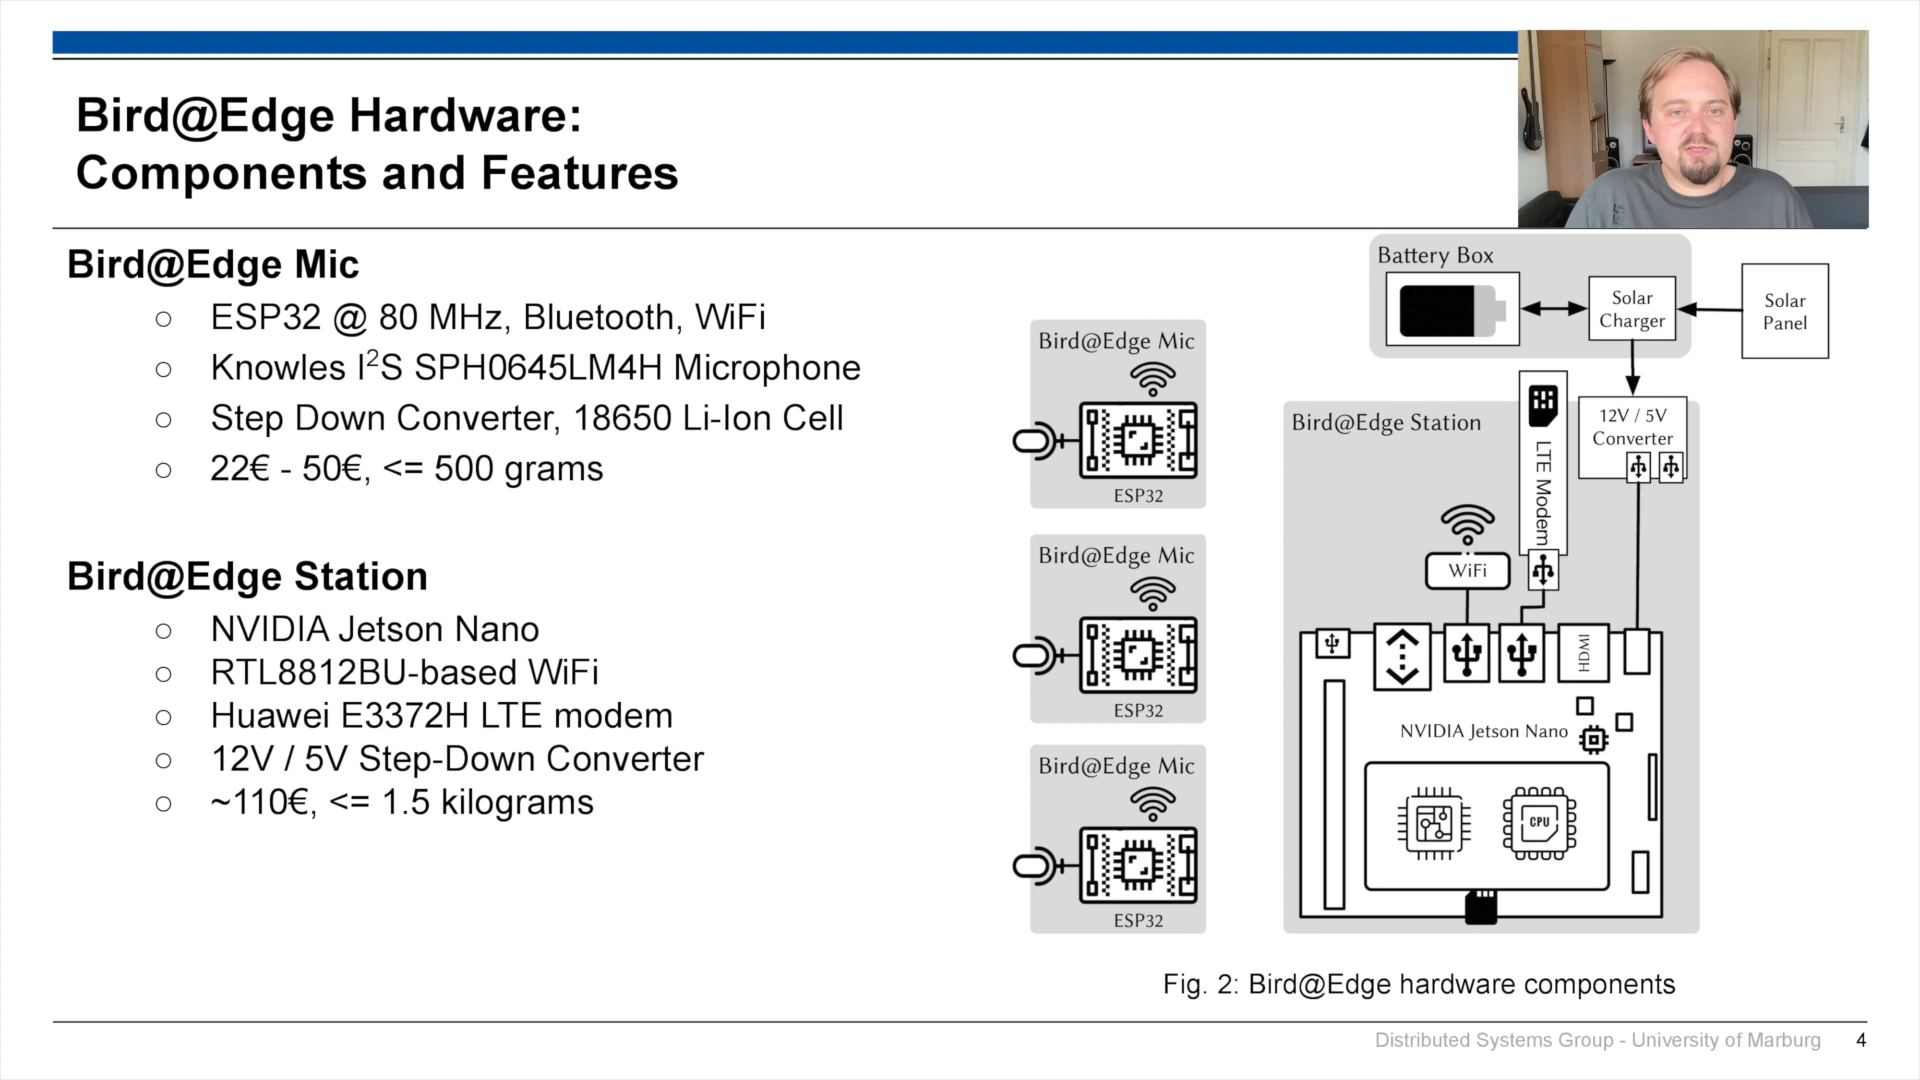 Bird@Edge Hardware:
Components and Features
Bird@Edge Mic
○ ESP32 @ 80 MHz, Bluetooth, WiFi
○ Knowles I²S SPH0645LM4H Microphone
○ Step Down Converter, 18650 Li-Ion Cell
○ 22€ - 50€, <= 500 grams
Bird@Edge Station
○ NVIDIA Jetson Nano
○ RTL8812BU-based WiFi
○ Huawei E3372H LTE modem
○ 12V / 5V Step-Down Converter
○ ~110€, <= 1.5 kilograms
Bird@Edge Mic
ESP32
Bird@Edge Mic
ESP32
Bird@Edge Mic
ESP32
Battery Box
Solar
Charger
Solar
Panel
Bird@Edge Station
LTE Modem
12V / 5V
Converter
WiFi
HDMI
NVIDIA Jetson Nano
CPU
Fig. 2: Bird@Edge hardware components
Distributed Systems Group - University of Marburg
4